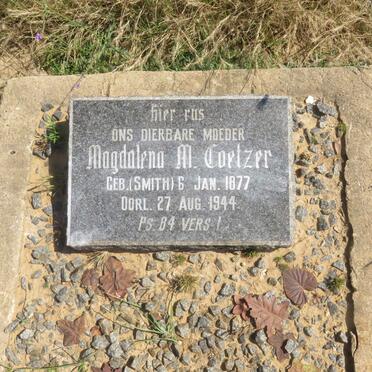 Hier rus
ONS DIERBARE MOEDER
Magdalena M. Coetzer
GEB.(SMITH) 6 JAN. 1877
OORL. 27 AUG. 1944.
Ps. 84 VERS 1